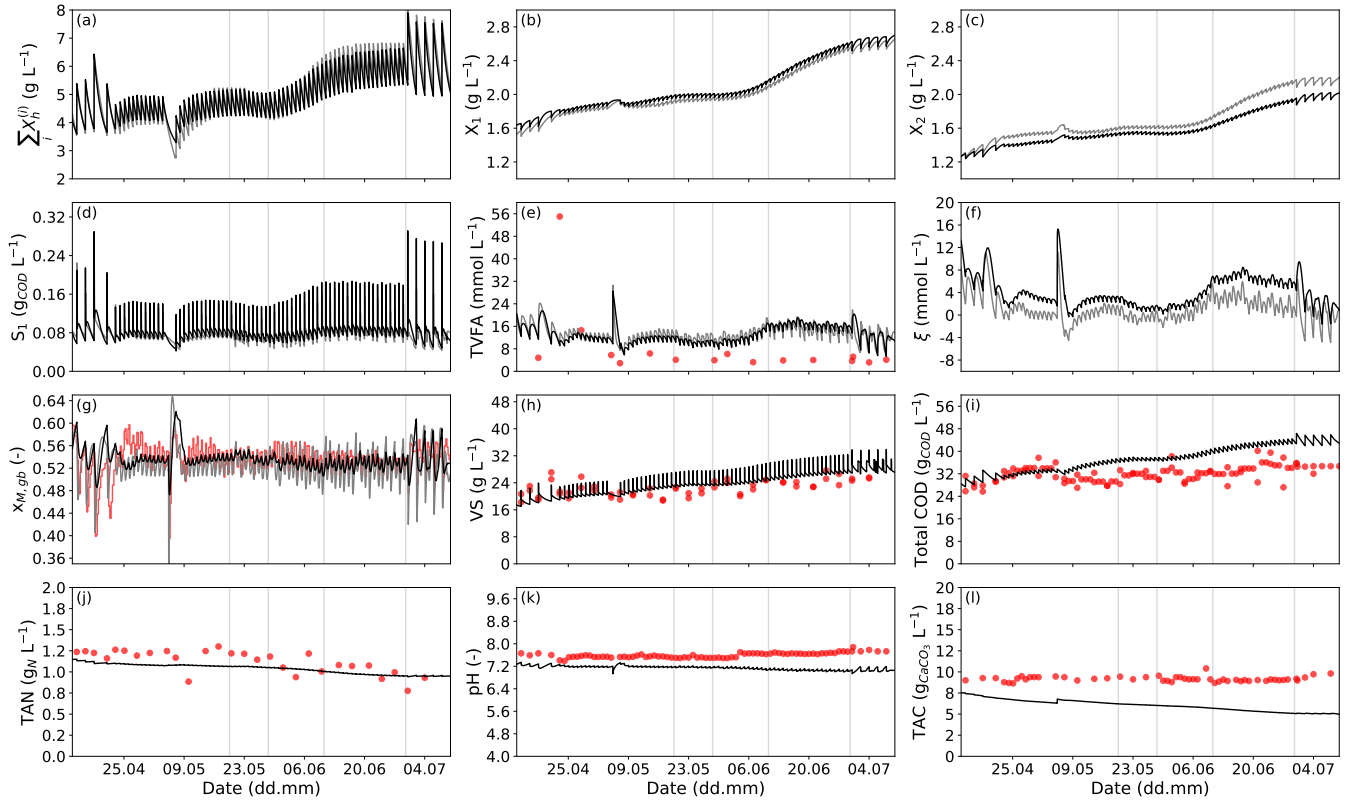 (a) (b) (c)
8 7 6 5 4 3 2
∑_i X_h^(i) (g L⁻¹)
2.8 2.4 2.0 1.6 1.2
X₁ (g L⁻¹)
2.8 2.4 2.0 1.6 1.2
X₂ (g L⁻¹)
(d) (e) (f)
0.32 0.24 0.16 0.08 0.00
S₁ (g_COD L⁻¹)
56 48 40 32 24 16 8 0
TVFA (mmol L⁻¹)
20 16 12 8 4 0 -4 -8
ξ (mmol L⁻¹)
(g) (h) (i)
0.64 0.60 0.56 0.52 0.48 0.44 0.40 0.36
x_M,gb (-)
48 40 32 24 16 8 0
VS (g L⁻¹)
56 48 40 32 24 16 8 0
Total COD (g_COD L⁻¹)
(j) (k) (l)
2.0 1.8 1.5 1.2 1.0 0.8 0.5 0.2 0.0
TAN (g_N L⁻¹)
9.6 8.8 8.0 7.2 6.4 5.6 4.8 4.0
pH (-)
20 18 15 12 10 8 5 2 0
TAC (g_CaCO₃ L⁻¹)
25.04 09.05 23.05 06.06 20.06 04.07
Date (dd.mm)
25.04 09.05 23.05 06.06 20.06 04.07
Date (dd.mm)
25.04 09.05 23.05 06.06 20.06 04.07
Date (dd.mm)